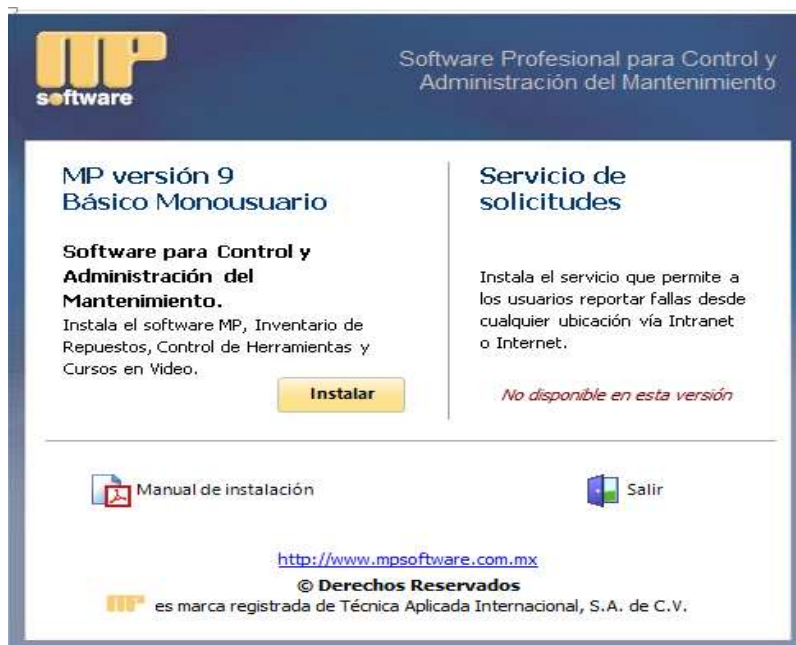 MP
software
Software Profesional para Control y
Administración del Mantenimiento
MP versión 9
Básico Monousuario
Software para Control y
Administración del
Mantenimiento.
Instala el software MP, Inventario de
Repuestos, Control de Herramientas y
Cursos en Video.
Instalar
Servicio de
solicitudes
Instala el servicio que permite a
los usuarios reportar fallas desde
cualquier ubicación vía Intranet
o Internet.
No disponible en esta versión
Manual de instalación
Salir
http://www.mpsoftware.com.mx
© Derechos Reservados
MP es marca registrada de Técnica Aplicada Internacional, S.A. de C.V.